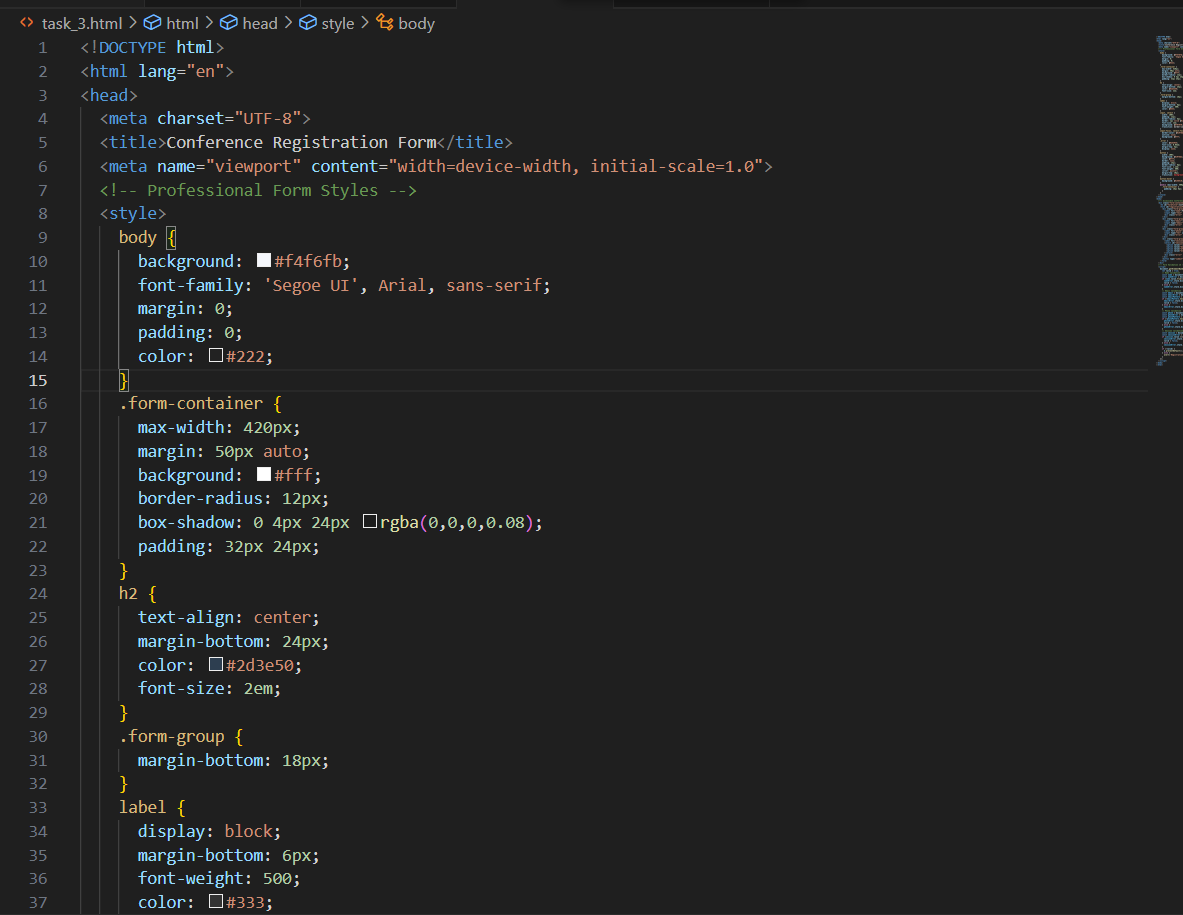 task_3.html > html > head > style > body
1 <!DOCTYPE html>
2 <html lang="en">
3 <head>
4 <meta charset="UTF-8">
5 <title>Conference Registration Form</title>
6 <meta name="viewport" content="width=device-width, initial-scale=1.0">
7 <!-- Professional Form Styles -->
8 <style>
9 body {
10 background: #f4f6fb;
11 font-family: 'Segoe UI', Arial, sans-serif;
12 margin: 0;
13 padding: 0;
14 color: #222;
15 }
16 .form-container {
17 max-width: 420px;
18 margin: 50px auto;
19 background: #fff;
20 border-radius: 12px;
21 box-shadow: 0 4px 24px rgba(0,0,0,0.08);
22 padding: 32px 24px;
23 }
24 h2 {
25 text-align: center;
26 margin-bottom: 24px;
27 color: #2d3e50;
28 font-size: 2em;
29 }
30 .form-group {
31 margin-bottom: 18px;
32 }
33 label {
34 display: block;
35 margin-bottom: 6px;
36 font-weight: 500;
37 color: #333;